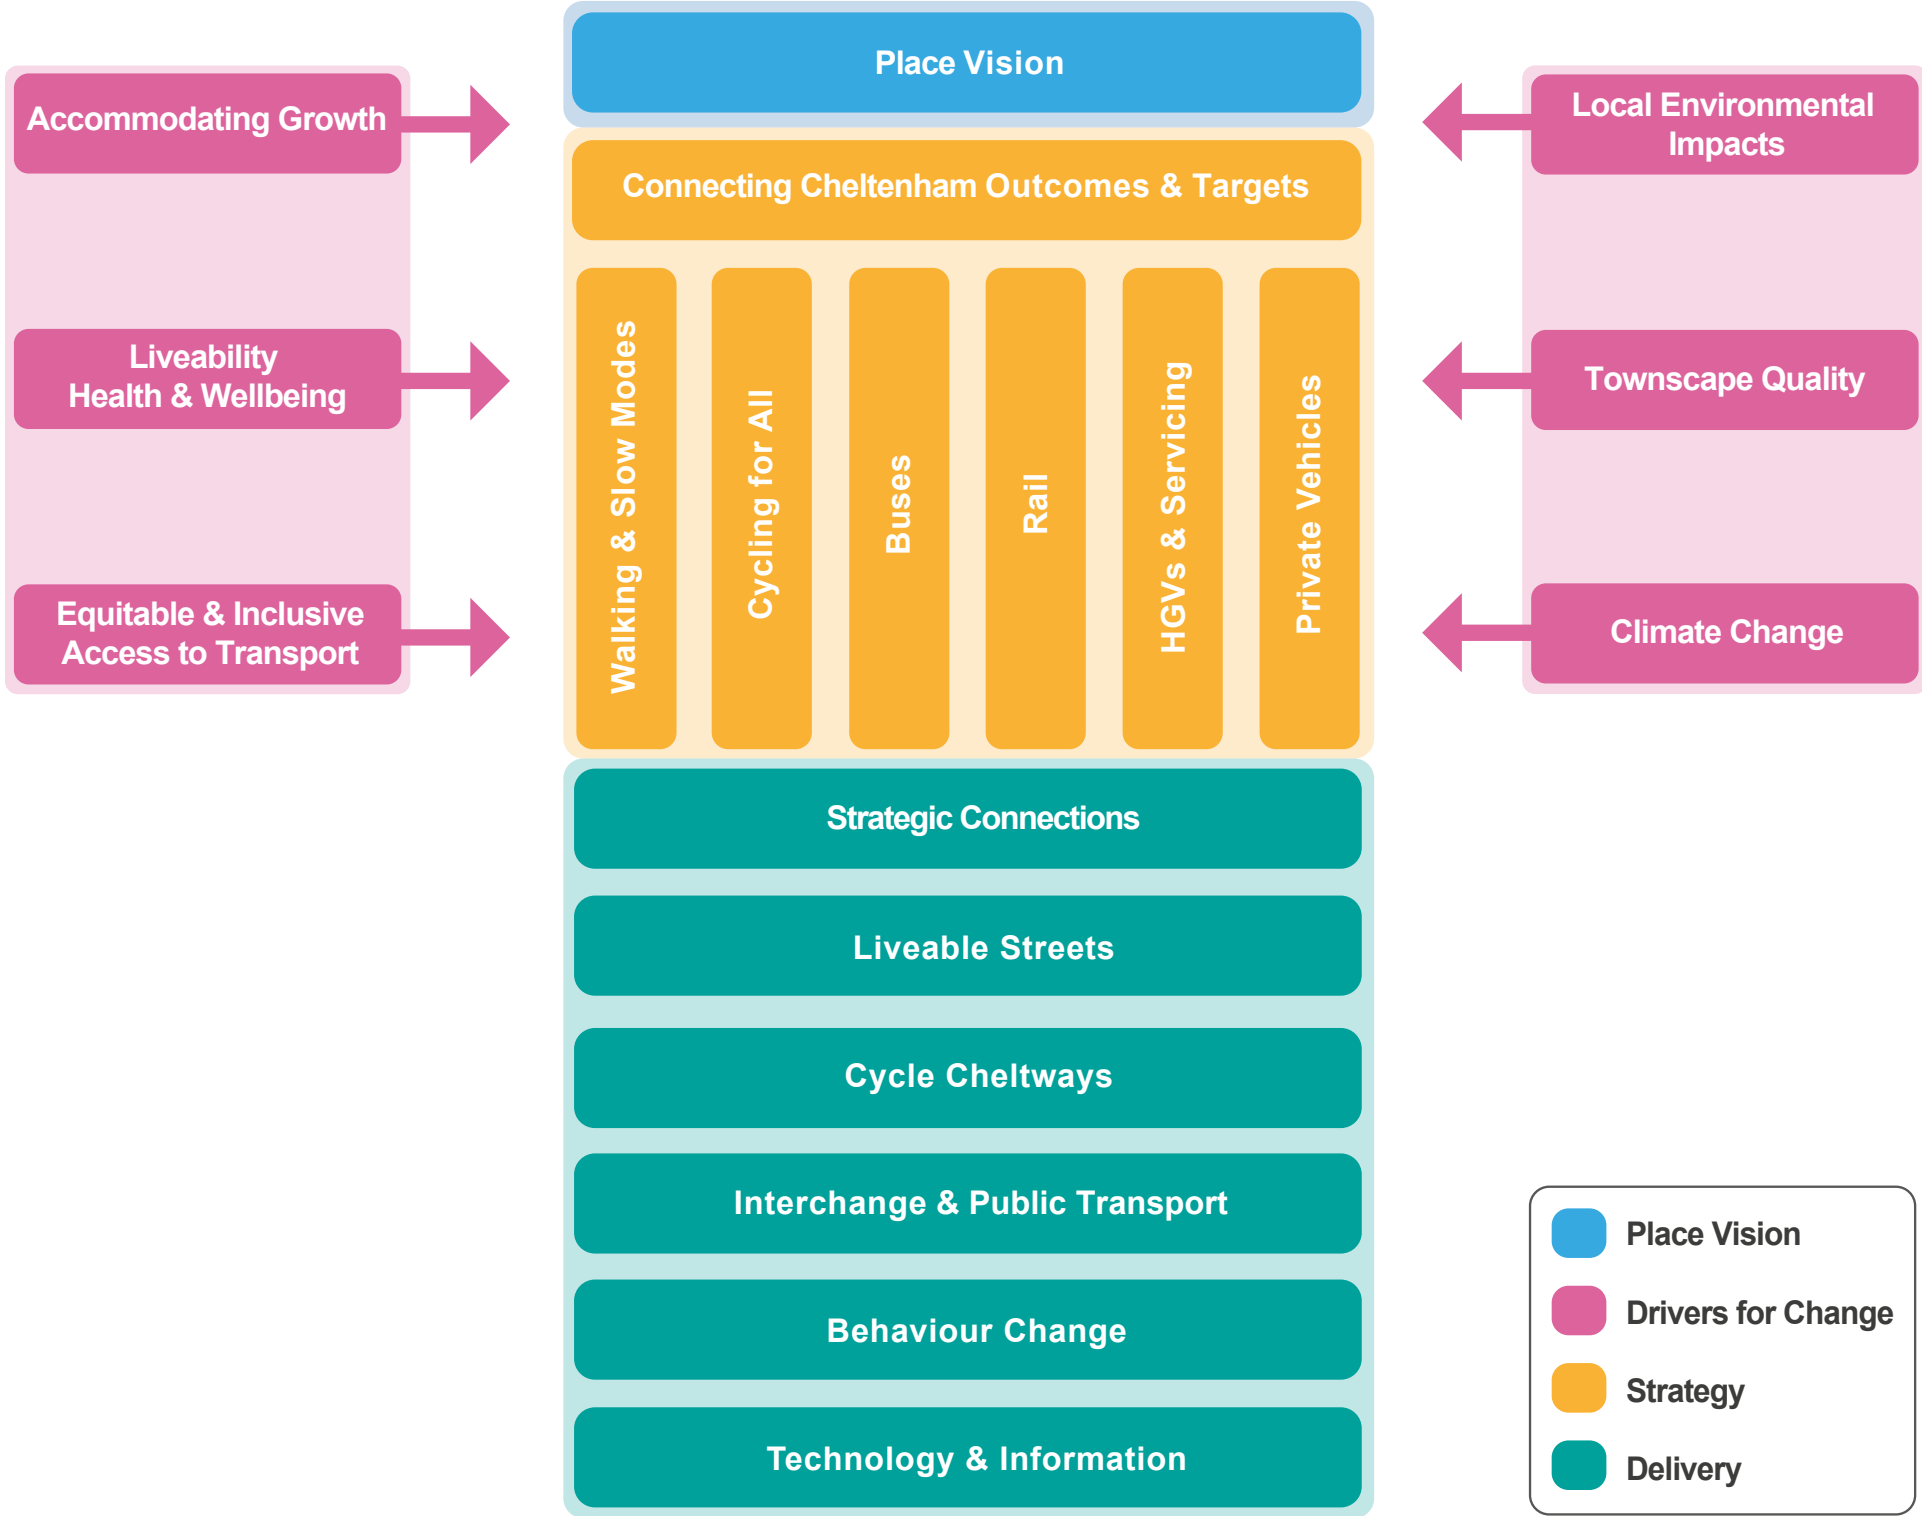 Place Vision
Accommodating Growth
Liveability
Health & Wellbeing
Equitable & Inclusive
Access to Transport
Connecting Cheltenham Outcomes & Targets
Walking & Slow Modes
Cycling for All
Buses
Rail
HGVs & Servicing
Private Vehicles
Local Environmental
Impacts
Townscape Quality
Climate Change
Strategic Connections
Liveable Streets
Cycle Cheltways
Interchange & Public Transport
Behaviour Change
Technology & Information
Place Vision
Drivers for Change
Strategy
Delivery